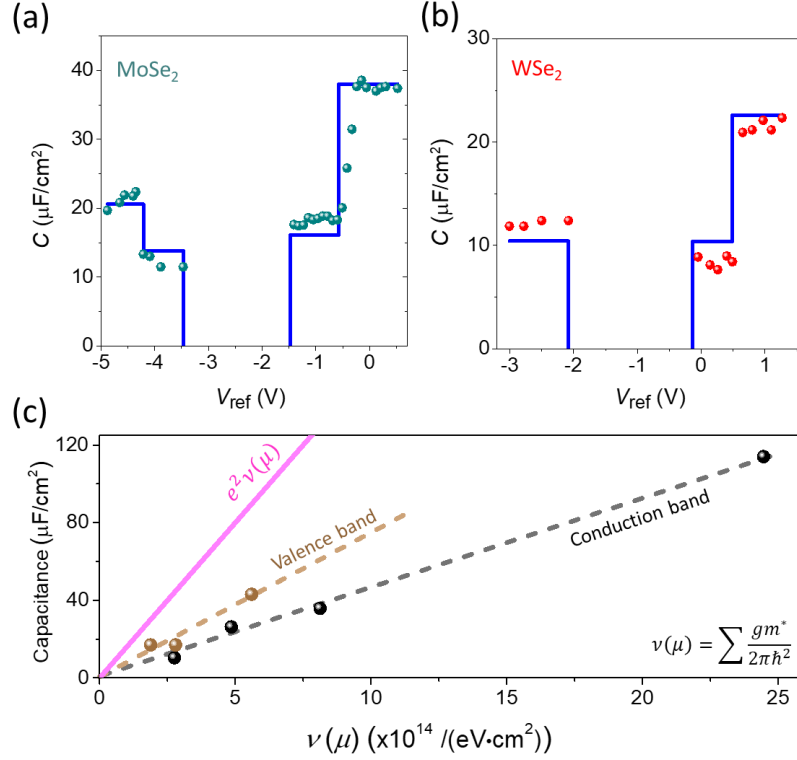 (a)
MoSe₂
C (μF/cm²)
40
30
20
10
0
-5 -4 -3 -2 -1 0
V_ref (V)
(b)
WSe₂
C (μF/cm²)
30
20
10
0
-3 -2 -1 0 1
V_ref (V)
(c)
Capacitance (μF/cm²)
120
80
40
0
e²ν(μ)
Valence band
Conduction band
ν(μ) = ∑ gm*/2πℏ²
0 5 10 15 20 25
ν(μ) (x10¹⁴ /(eV·cm²))